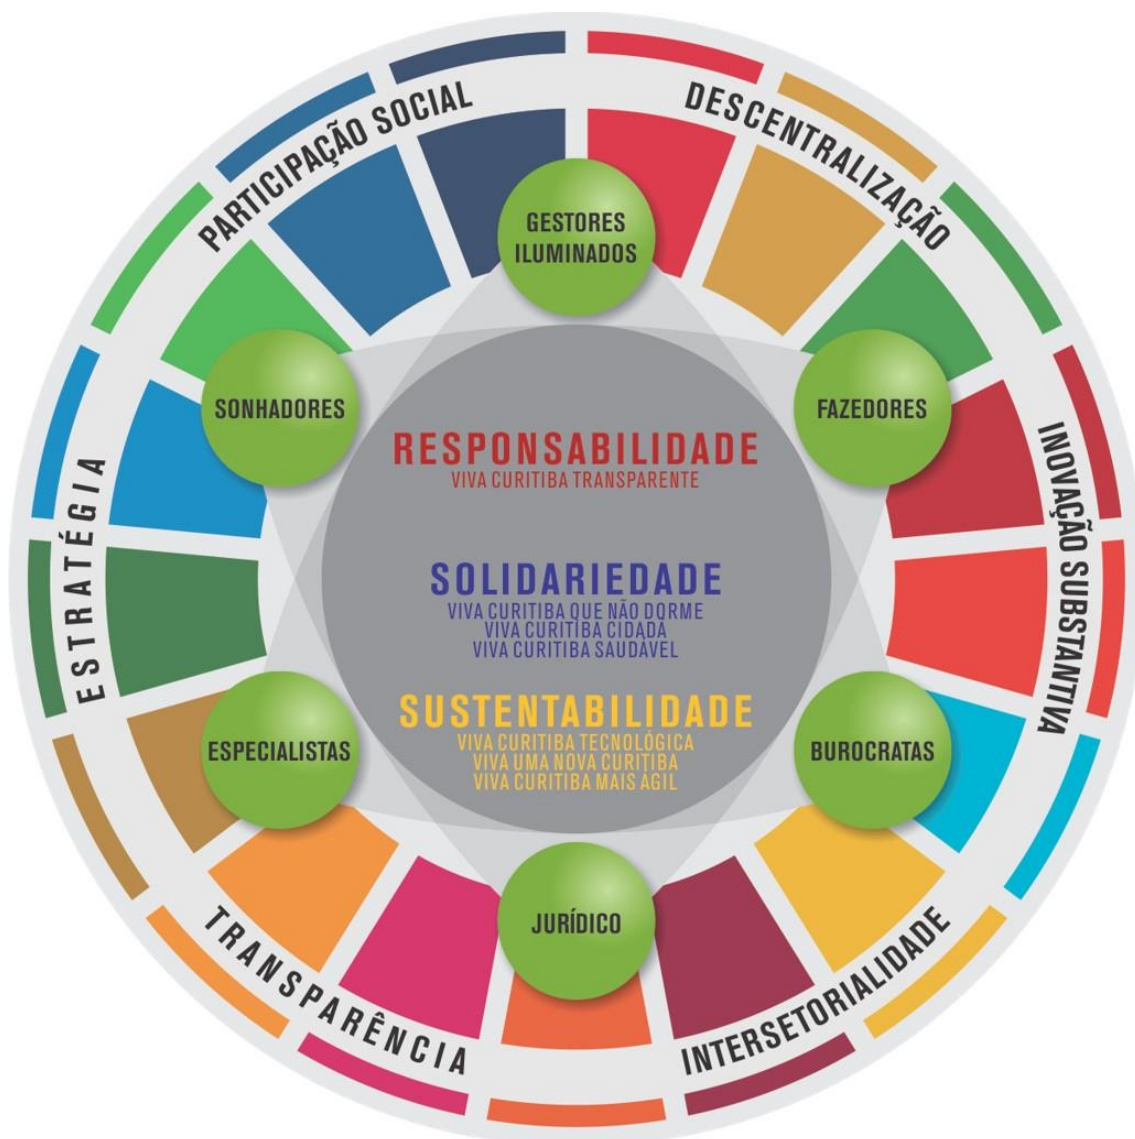 PARTICIPAÇÃO SOCIAL
DESCENTRALIZAÇÃO
GESTORES
ILUMINADOS
SONHADORES
FAZEDORES
RESPONSABILIDADE
VIVA CURITIBA TRANSPARENTE
ESTRATÉGIA
INOVAÇÃO SUBSTANTIVA
SOLIDARIEDADE
VIVA CURITIBA QUE NÃO DORME
VIVA CURITIBA CIDADÃ
VIVA CURITIBA SAUDÁVEL
SUSTENTABILIDADE
VIVA CURITIBA TECNOLÓGICA
VIVA UMA NOVA CURITIBA
VIVA CURITIBA MAIS ÁGIL
ESPECIALISTAS
BUROCRATAS
JURÍDICO
TRANSPARÊNCIA
INTERSETORIALIDADE